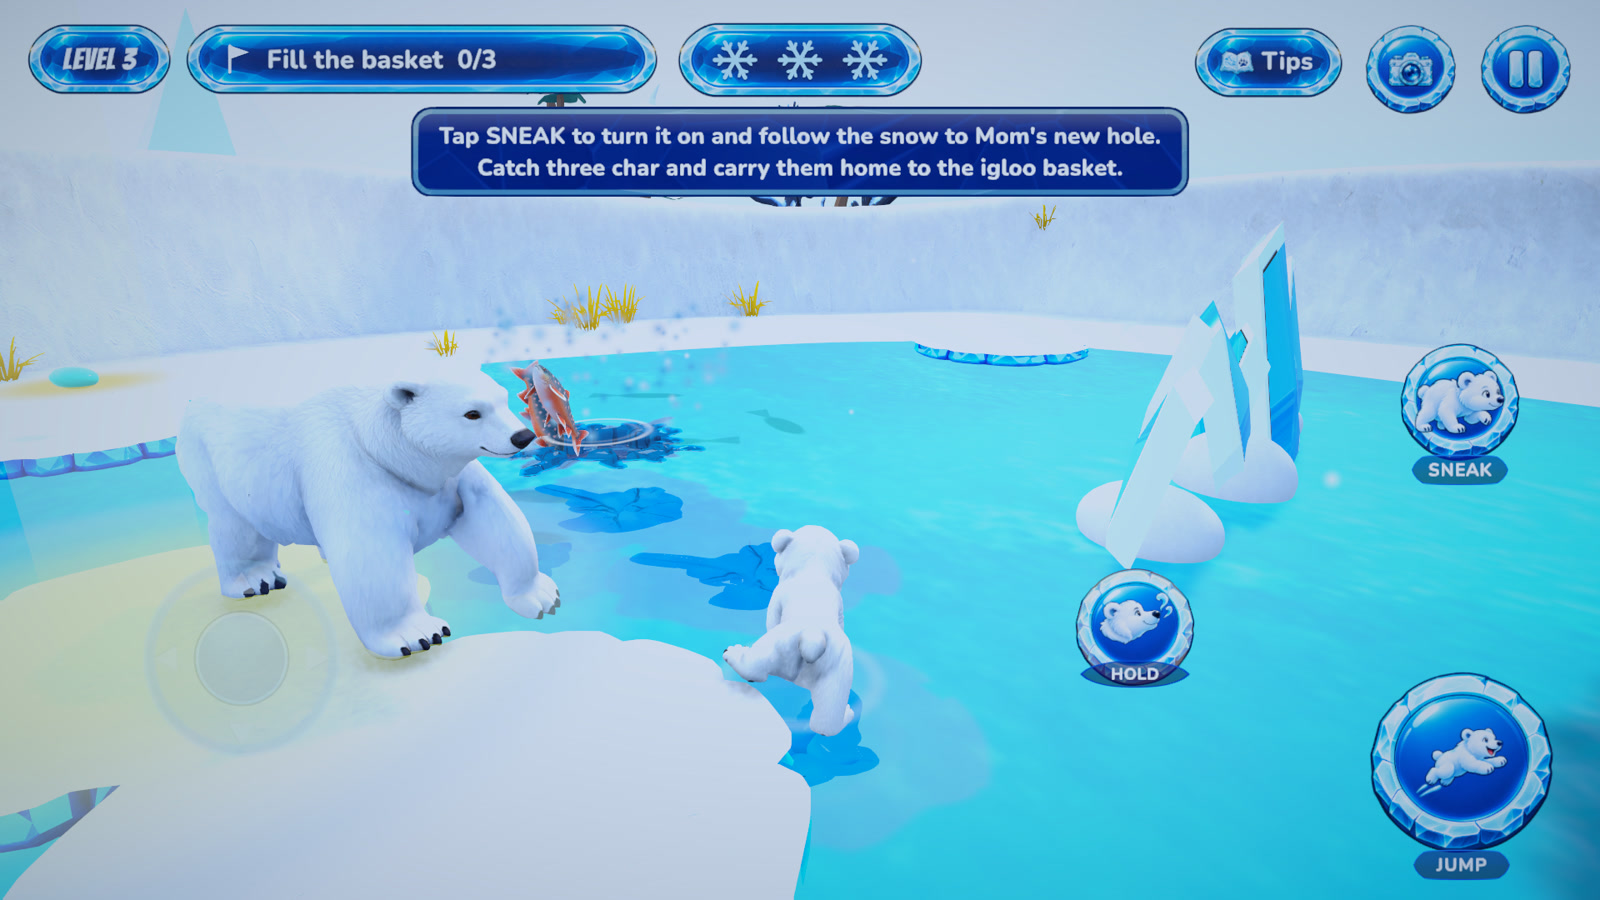 LEVEL 3
Fill the basket 0/3
Tips
Tap SNEAK to turn it on and follow the snow to Mom's new hole.
Catch three char and carry them home to the igloo basket.
SNEAK
HOLD
JUMP